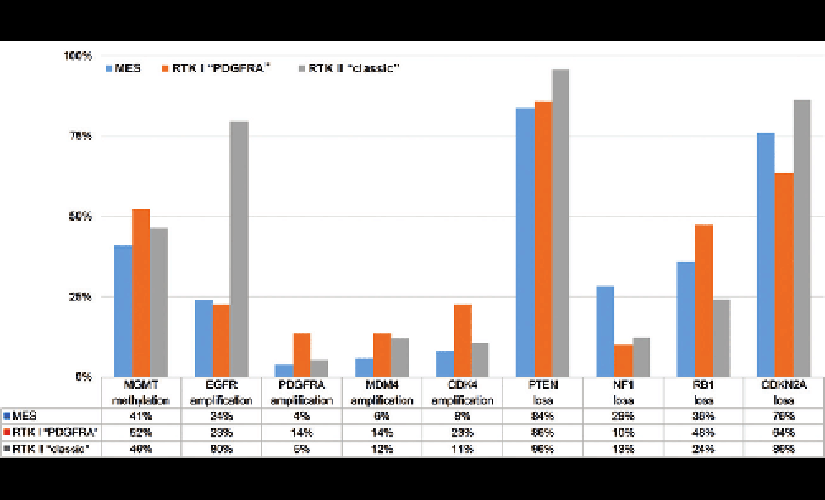 100%
75%
50%
25%
0%
MES RTK I "PDGFRA" RTK II "classic"
MGMT EGFR PDGFRA MDM4 CDK4 PTEN NF1 RB1 CDKN2A
methylation amplification amplification amplification amplification loss loss loss loss
MES 41% 24% 4% 6% 8% 84% 36% 76%
RTK I "PDGFRA" 52% 23% 14% 14% 23% 86% 10% 48% 64%
RTK II "classic" 46% 80% 5% 12% 11% 96% 24%